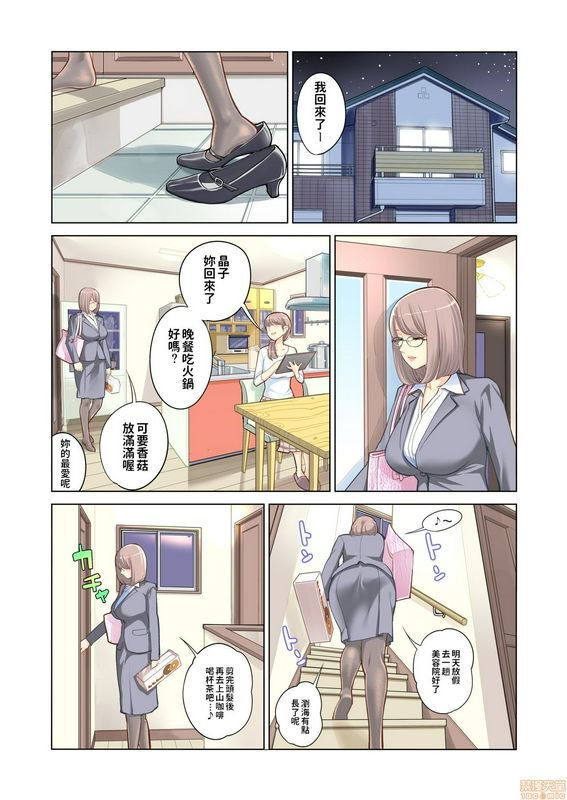 我回來了ー
晶子
妳回來了
晚餐吃火鍋
好嗎?
可要香菇
放滿滿喔
妳的最愛呢
♪～
トン
トン
明天放假
去一趟
美容院好了
瀏海有點
長了呢
ガチャ
剪完頭髮後
再去上山咖啡
喝杯茶吧…♪